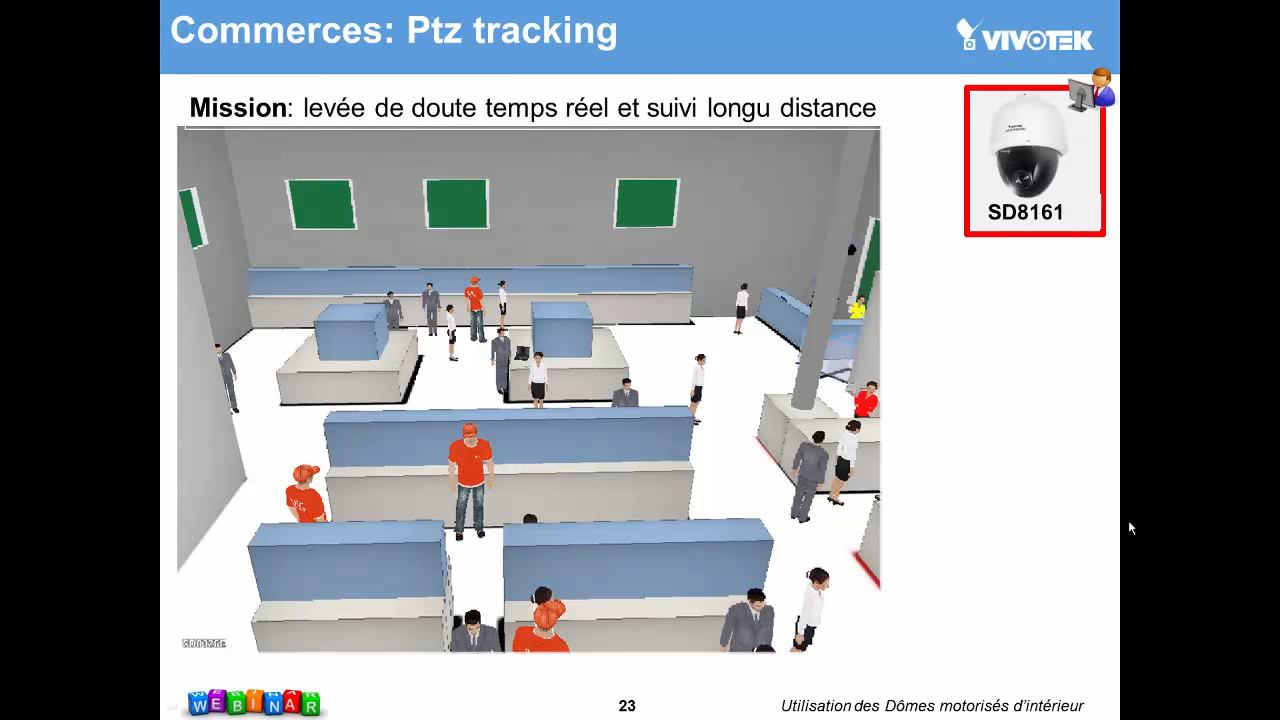 Commerces: Ptz tracking
VIVOTEK
Mission: levée de doute temps réel et suivi longu distance
SD8161
WEBINAR
23
Utilisation des Dômes motorisés d'intérieur